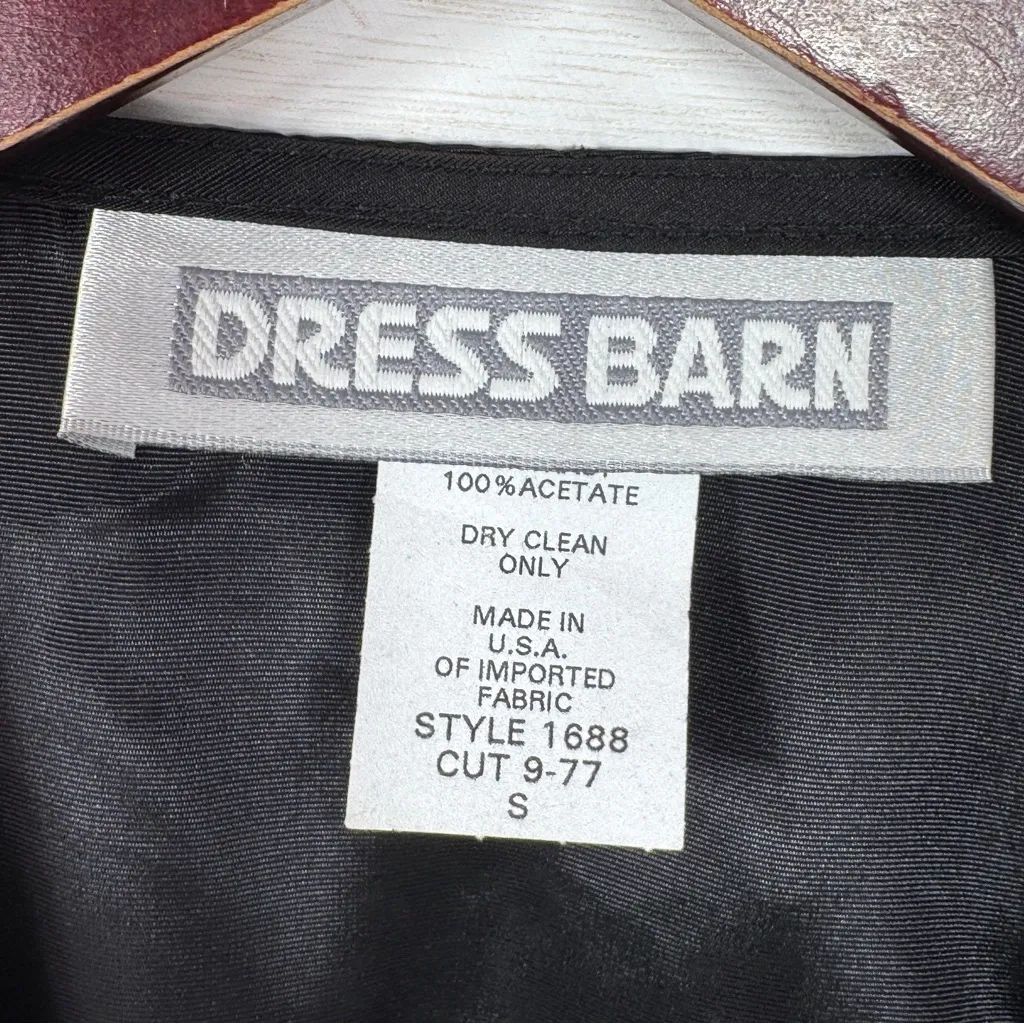 DRESS BARN
100%ACETATE
DRY CLEAN
ONLY
MADE IN
U.S.A.
OF IMPORTED
FABRIC
STYLE 1688
CUT 9-77
S